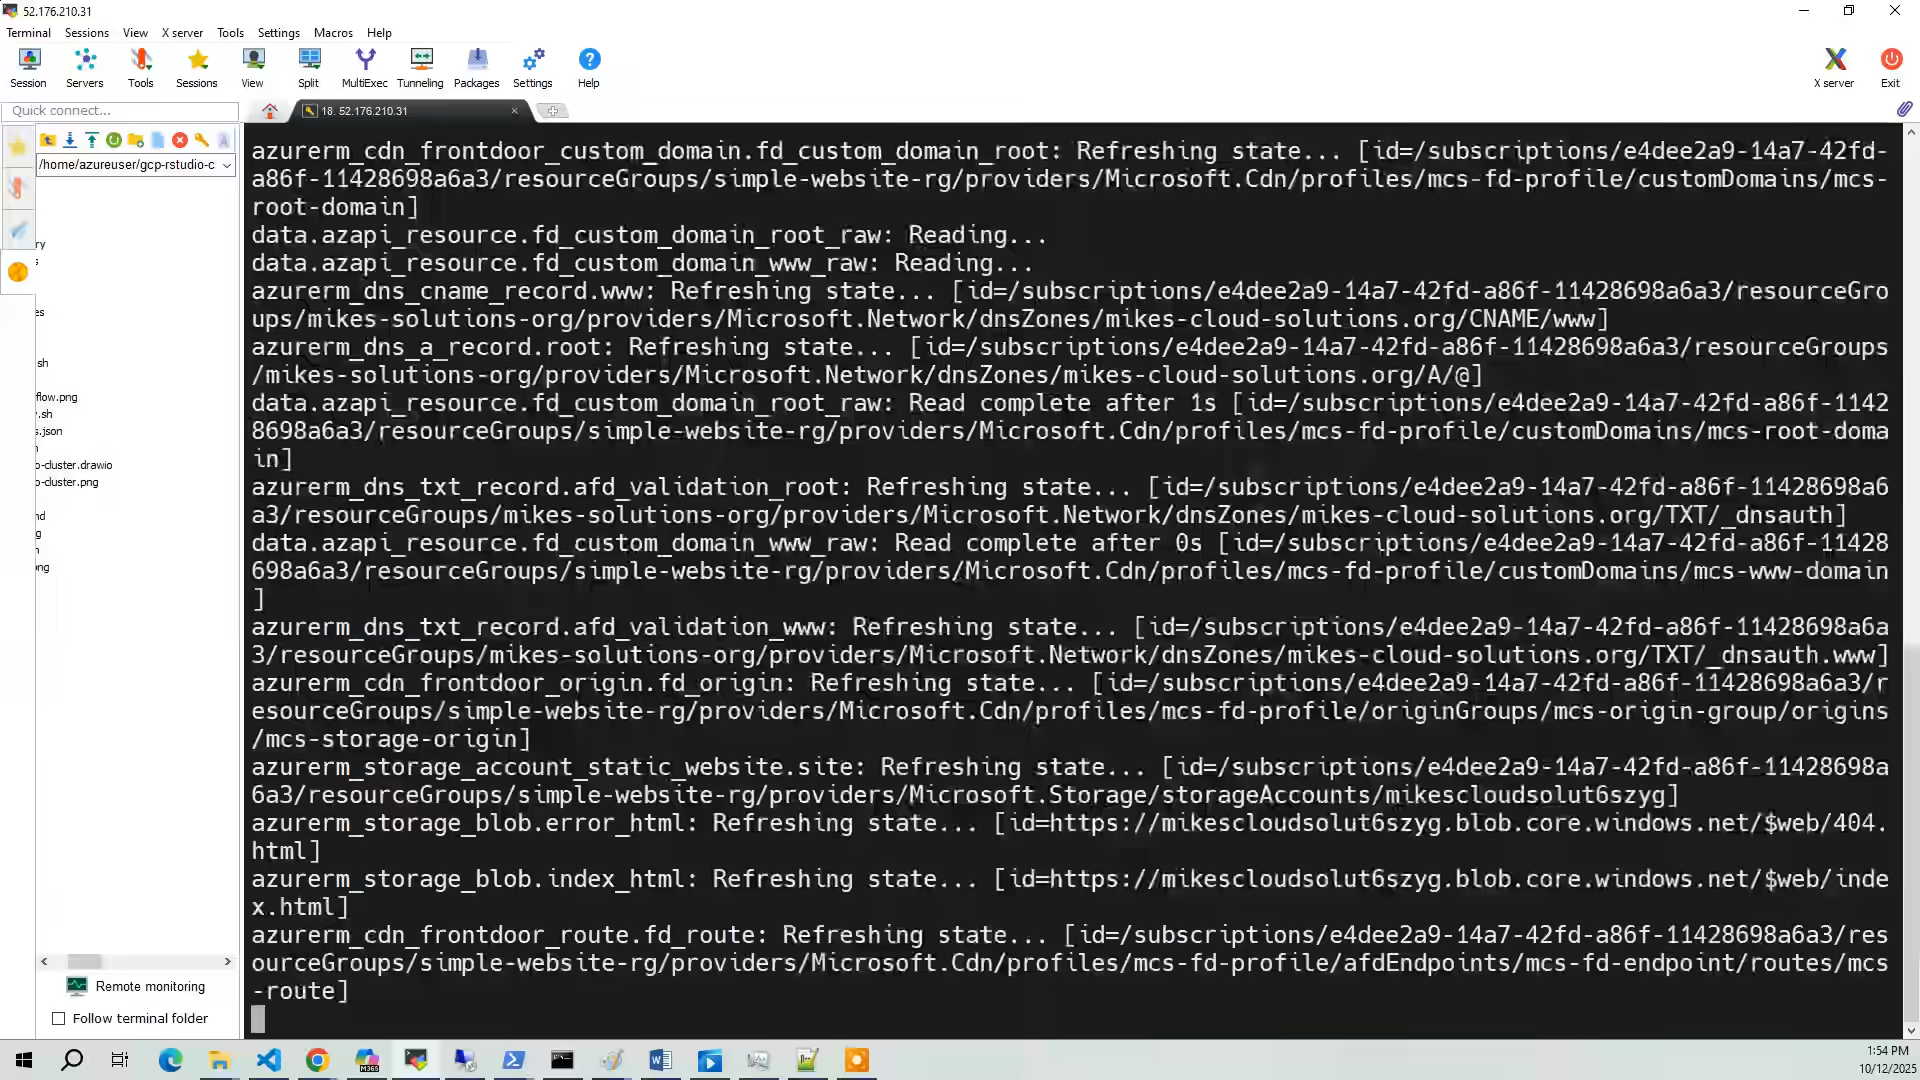 52.176.210.31
Terminal Sessions View X server Tools Settings Macros Help
Session Servers Tools Sessions View Split MultiExec Tunneling Packages Settings Help X server Exit
Quick connect...
18. 52.176.210.31
/home/azureuser/gcp-rstudio-c
ry
s
es
sh
flow.png
.sh
s.json
o-cluster.drawio
o-cluster.png
nd
g
n
ong
Remote monitoring
Follow terminal folder
azurerm_cdn_frontdoor_custom_domain.fd_custom_domain_root: Refreshing state... [id=/subscriptions/e4dee2a9-14a7-42fd-
a86f-11428698a6a3/resourceGroups/simple-website-rg/providers/Microsoft.Cdn/profiles/mcs-fd-profile/customDomains/mcs-
root-domain]
data.azapi_resource.fd_custom_domain_root_raw: Reading...
data.azapi_resource.fd_custom_domain_www_raw: Reading...
azurerm_dns_cname_record.www: Refreshing state... [id=/subscriptions/e4dee2a9-14a7-42fd-a86f-11428698a6a3/resourceGro
ups/mikes-solutions-org/providers/Microsoft.Network/dnsZones/mikes-cloud-solutions.org/CNAME/www]
azurerm_dns_a_record.root: Refreshing state... [id=/subscriptions/e4dee2a9-14a7-42fd-a86f-11428698a6a3/resourceGroups
/mikes-solutions-org/providers/Microsoft.Network/dnsZones/mikes-cloud-solutions.org/A/@]
data.azapi_resource.fd_custom_domain_root_raw: Read complete after 1s [id=/subscriptions/e4dee2a9-14a7-42fd-a86f-1142
8698a6a3/resourceGroups/simple-website-rg/providers/Microsoft.Cdn/profiles/mcs-fd-profile/customDomains/mcs-root-doma
in]
azurerm_dns_txt_record.afd_validation_root: Refreshing state... [id=/subscriptions/e4dee2a9-14a7-42fd-a86f-11428698a6
a3/resourceGroups/mikes-solutions-org/providers/Microsoft.Network/dnsZones/mikes-cloud-solutions.org/TXT/_dnsauth]
data.azapi_resource.fd_custom_domain_www_raw: Read complete after 0s [id=/subscriptions/e4dee2a9-14a7-42fd-a86f-11428
698a6a3/resourceGroups/simple-website-rg/providers/Microsoft.Cdn/profiles/mcs-fd-profile/customDomains/mcs-www-domain
]
azurerm_dns_txt_record.afd_validation_www: Refreshing state... [id=/subscriptions/e4dee2a9-14a7-42fd-a86f-11428698a6a
3/resourceGroups/mikes-solutions-org/providers/Microsoft.Network/dnsZones/mikes-cloud-solutions.org/TXT/_dnsauth.www]
azurerm_cdn_frontdoor_origin.fd_origin: Refreshing state... [id=/subscriptions/e4dee2a9-14a7-42fd-a86f-11428698a6a3/r
esourceGroups/simple-website-rg/providers/Microsoft.Cdn/profiles/mcs-fd-profile/originGroups/mcs-origin-group/origins
/mcs-storage-origin]
azurerm_storage_account_static_website.site: Refreshing state... [id=/subscriptions/e4dee2a9-14a7-42fd-a86f-11428698a
6a3/resourceGroups/simple-website-rg/providers/Microsoft.Storage/storageAccounts/mikescloudsolut6szyg]
azurerm_storage_blob.error_html: Refreshing state... [id=https://mikescloudsolut6szyg.blob.core.windows.net/$web/404.
html]
azurerm_storage_blob.index_html: Refreshing state... [id=https://mikescloudsolut6szyg.blob.core.windows.net/$web/inde
x.html]
azurerm_cdn_frontdoor_route.fd_route: Refreshing state... [id=/subscriptions/e4dee2a9-14a7-42fd-a86f-11428698a6a3/res
ourceGroups/simple-website-rg/providers/Microsoft.Cdn/profiles/mcs-fd-profile/afdEndpoints/mcs-fd-endpoint/routes/mcs
-route]
M365
1:54 PM
10/12/2025